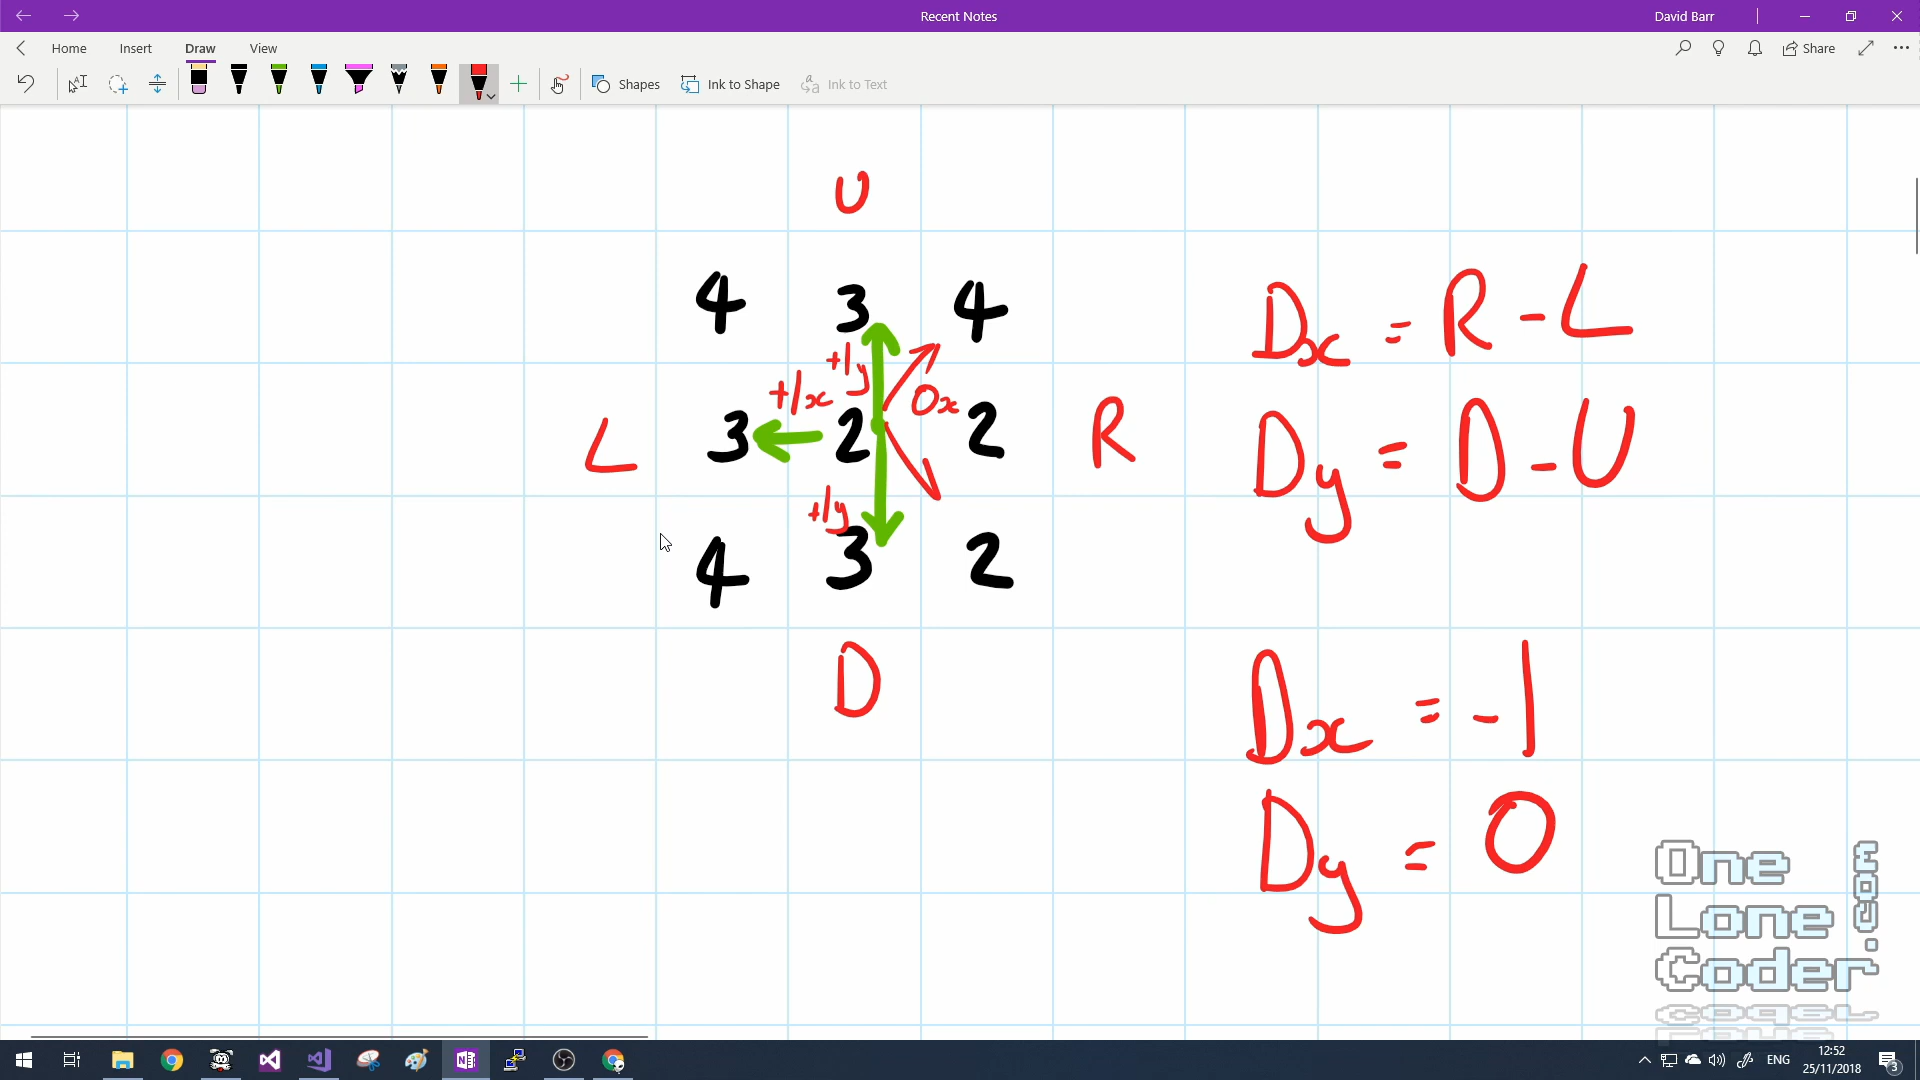 Recent Notes
David Barr
Home Insert Draw View
Share
Shapes Ink to Shape Ink to Text
U
4 3 4
+1y
+1x 0x
L 3 2 2 R
+1y
4 3 2
D
Dx = R - L
Dy = D - U
Dx = -1
Dy = 0
One
Lone
Coder
.com
ENG
12:52
25/11/2018
3